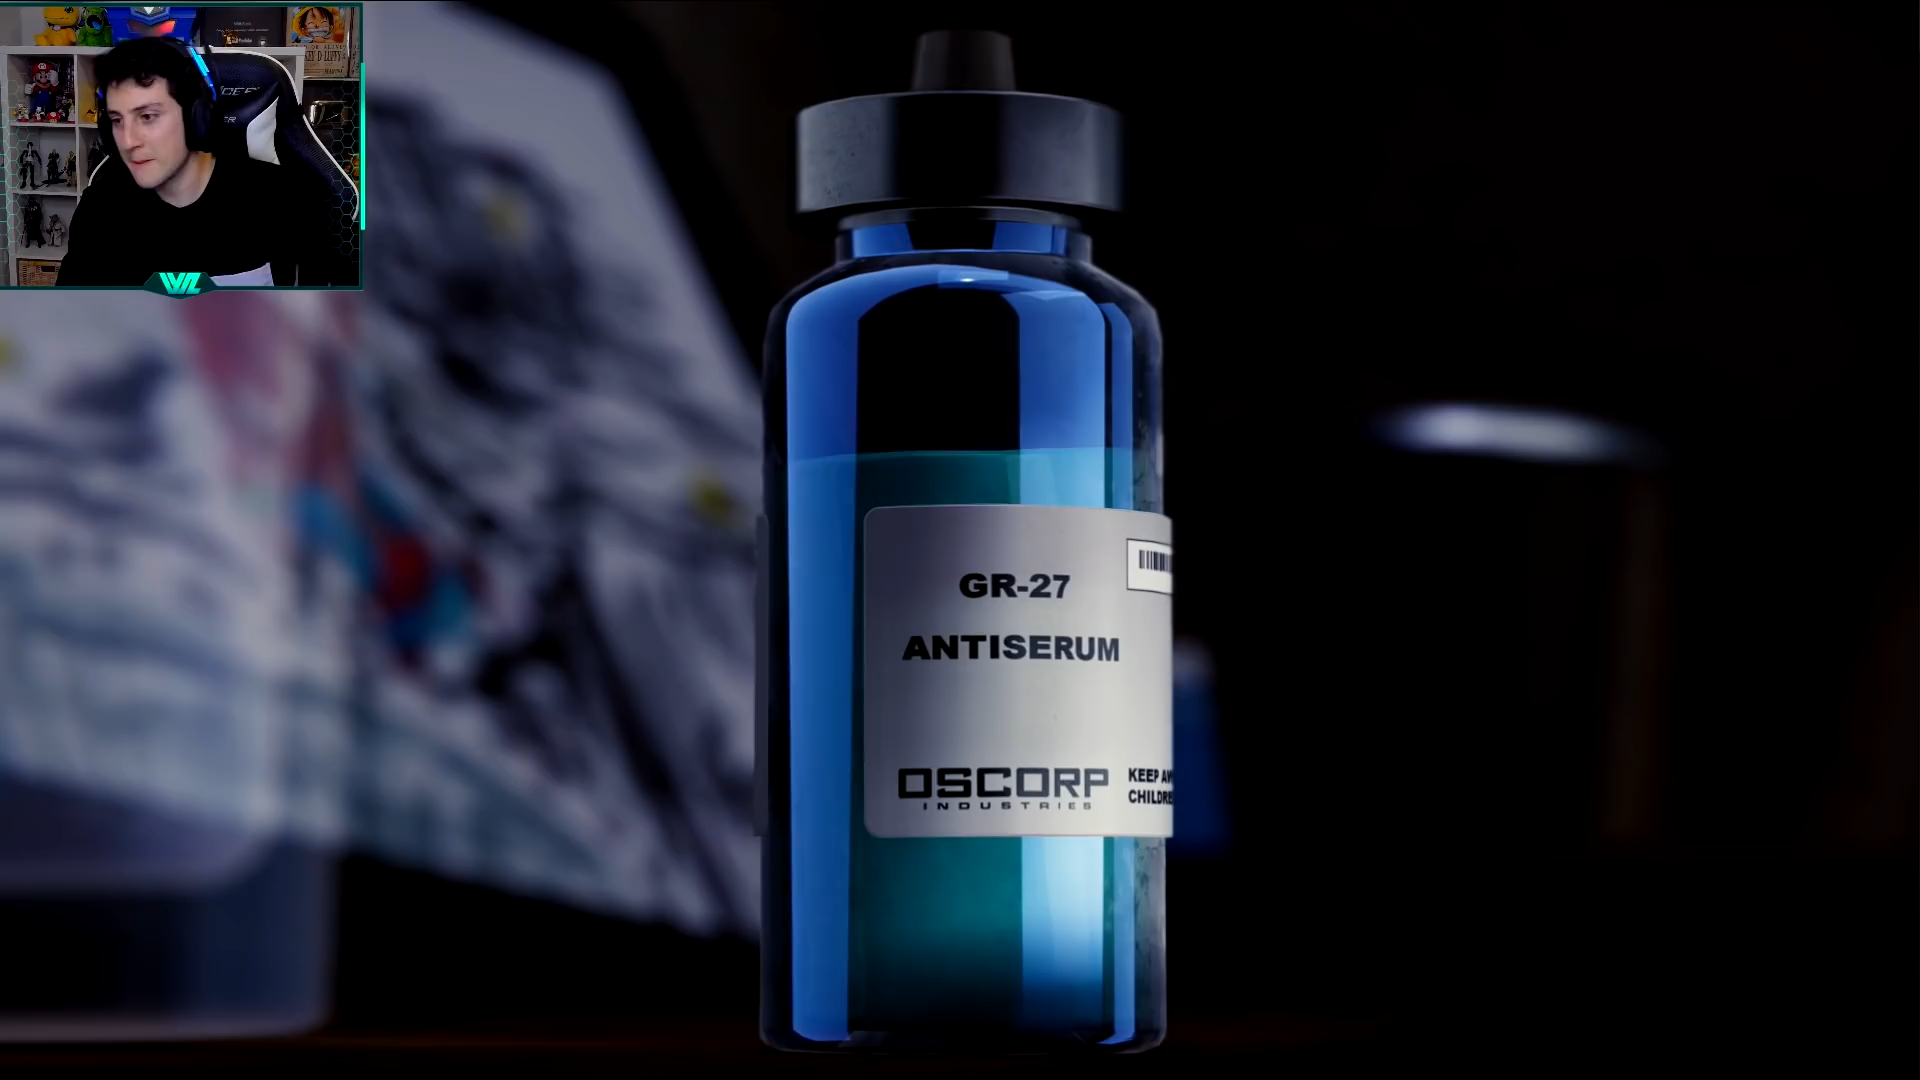 GR-27
ANTISERUM
OSCORP
INDUSTRIES
KEEP AW
CHILDRE